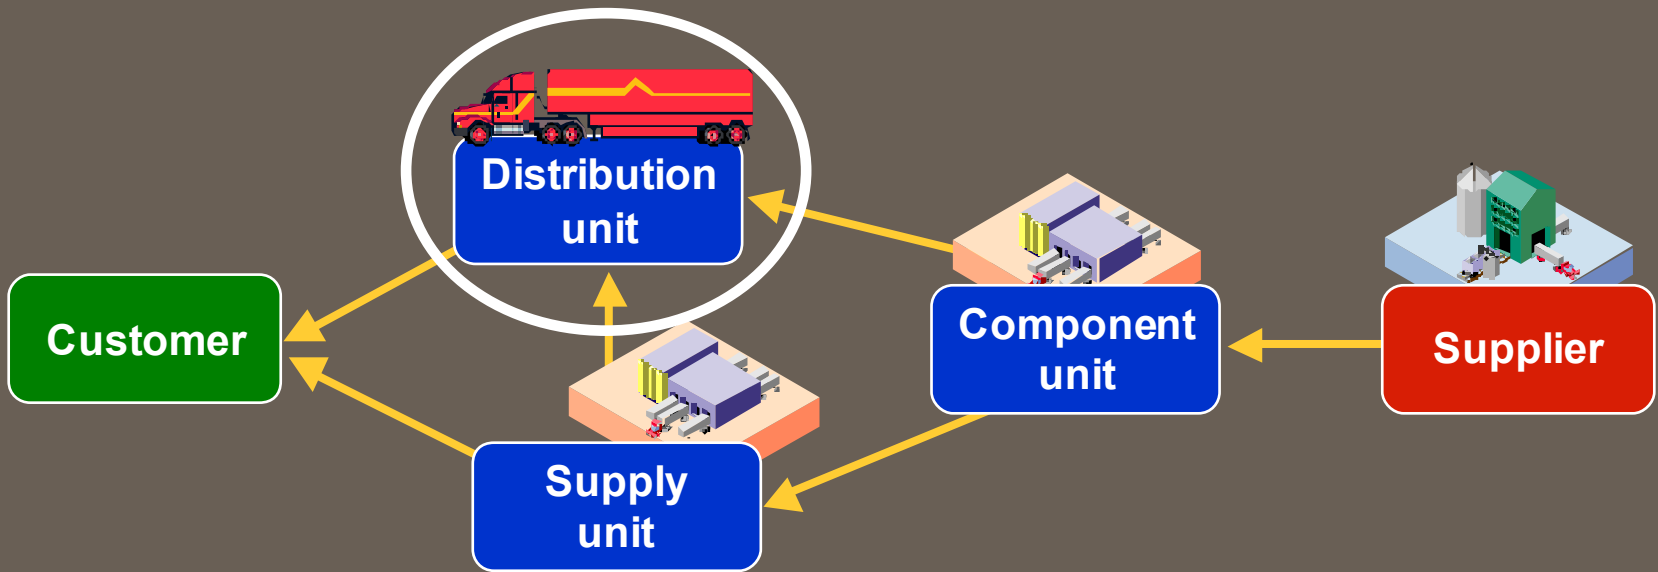 Distribution
unit
Customer
Component
unit
Supplier
Supply
unit